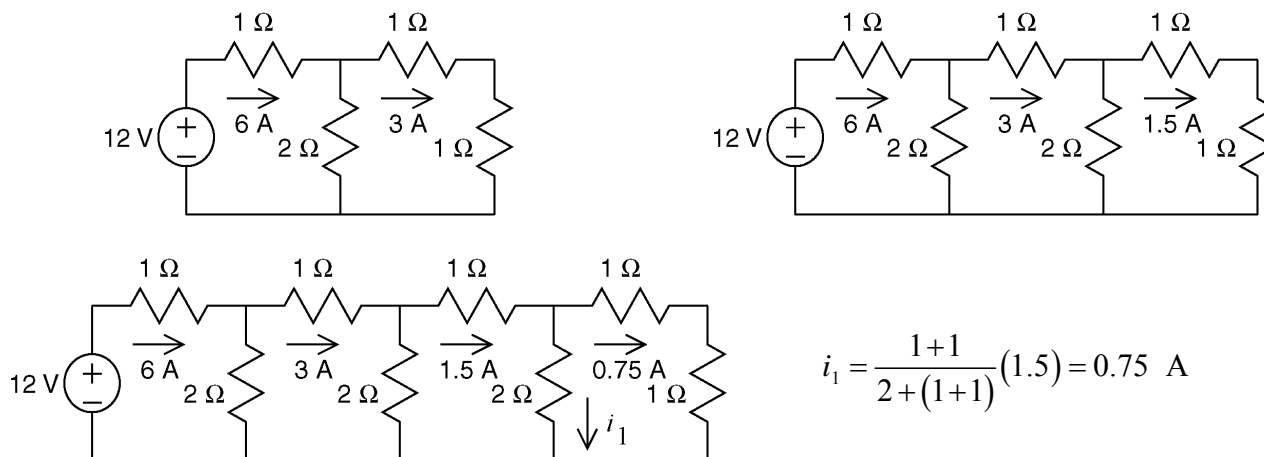 1 Ω 1 Ω
12 V + − 6 A 2 Ω 3 A 1 Ω
1 Ω 1 Ω 1 Ω
12 V + − 6 A 2 Ω 3 A 2 Ω 1.5 A 1 Ω
1 Ω 1 Ω 1 Ω 1 Ω
12 V + − 6 A 2 Ω 3 A 2 Ω 1.5 A 2 Ω 0.75 A 1 Ω
i₁
i₁ = (1+1)/(2+(1+1)) (1.5) = 0.75 A